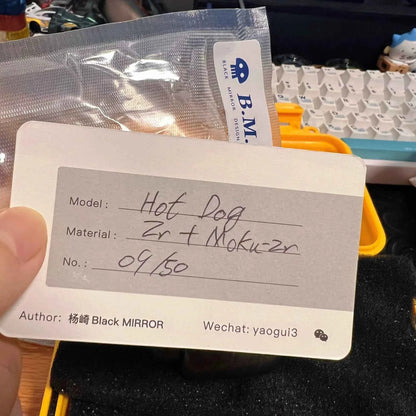 B.M.
BLACK MIRROR DESIGN
Model : Hot Dog
Material : Zr + Moku-Zr
No. : 09/50
Author: 杨崎 Black MIRROR
Wechat: yaogui3